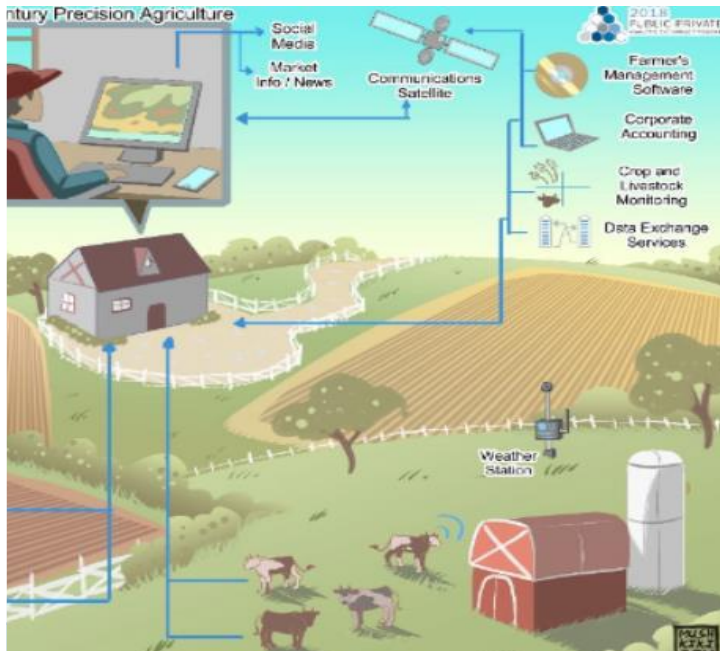 ntury Precision Agriculture
2018
PUBLIC PRIVATE
Social
Media
Market
Info / News
Communications
Satellite
Farmer's
Management
Software
Corporate
Accounting
Crop and
Livestock
Monitoring
Data Exchange
Services
Weather
Station